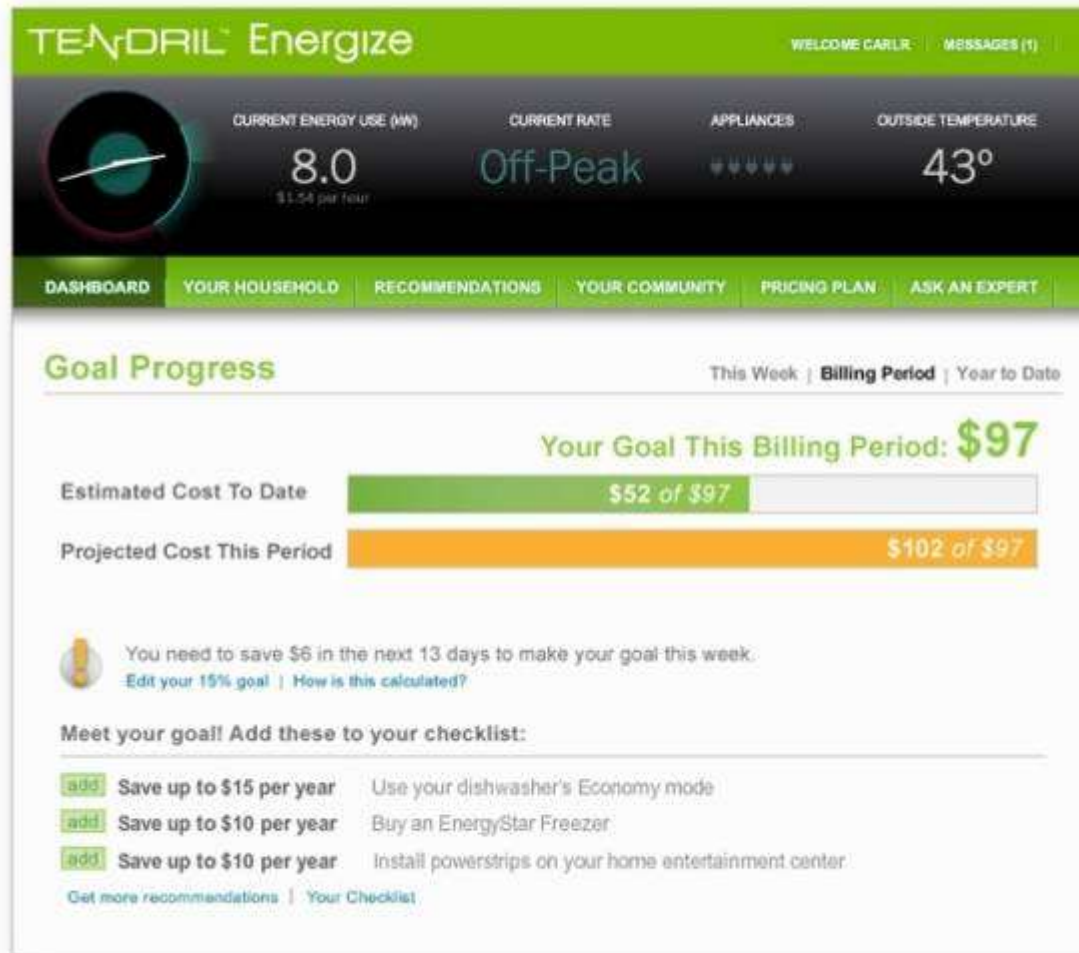 TENDRIL™ Energize
WELCOME CARLR | MESSAGES (1)
CURRENT ENERGY USE (kW)
CURRENT RATE
APPLIANCES
OUTSIDE TEMPERATURE
8.0
Off-Peak
43°
$1.54 per hour
DASHBOARD
YOUR HOUSEHOLD
RECOMMENDATIONS
YOUR COMMUNITY
PRICING PLAN
ASK AN EXPERT
Goal Progress
This Week | Billing Period | Year to Date
Your Goal This Billing Period: $97
Estimated Cost To Date
$52 of $97
Projected Cost This Period
$102 of $97
You need to save $6 in the next 13 days to make your goal this week.
Edit your 15% goal | How is this calculated?
Meet your goal! Add these to your checklist:
add Save up to $15 per year Use your dishwasher's Economy mode
add Save up to $10 per year Buy an EnergyStar Freezer
add Save up to $10 per year Install powerstrips on your home entertainment center
Get more recommendations | Your Checklist